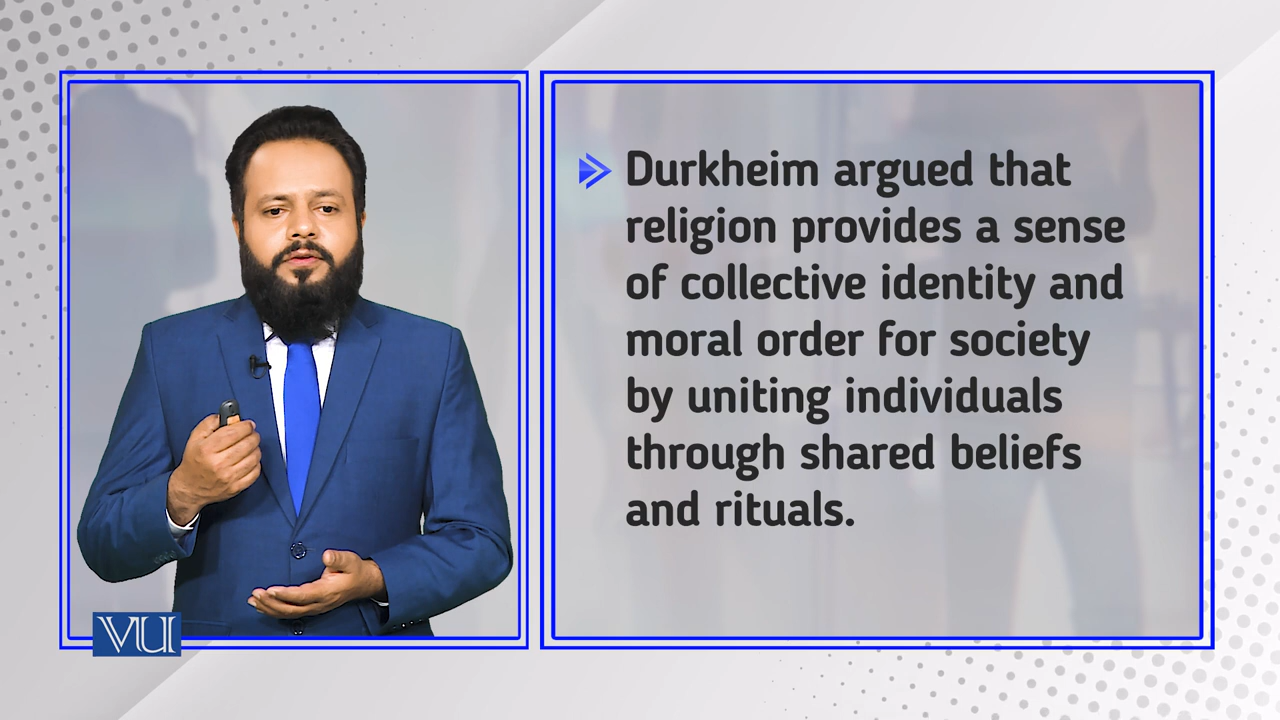 Durkheim argued that
religion provides a sense
of collective identity and
moral order for society
by uniting individuals
through shared beliefs
and rituals.
VU